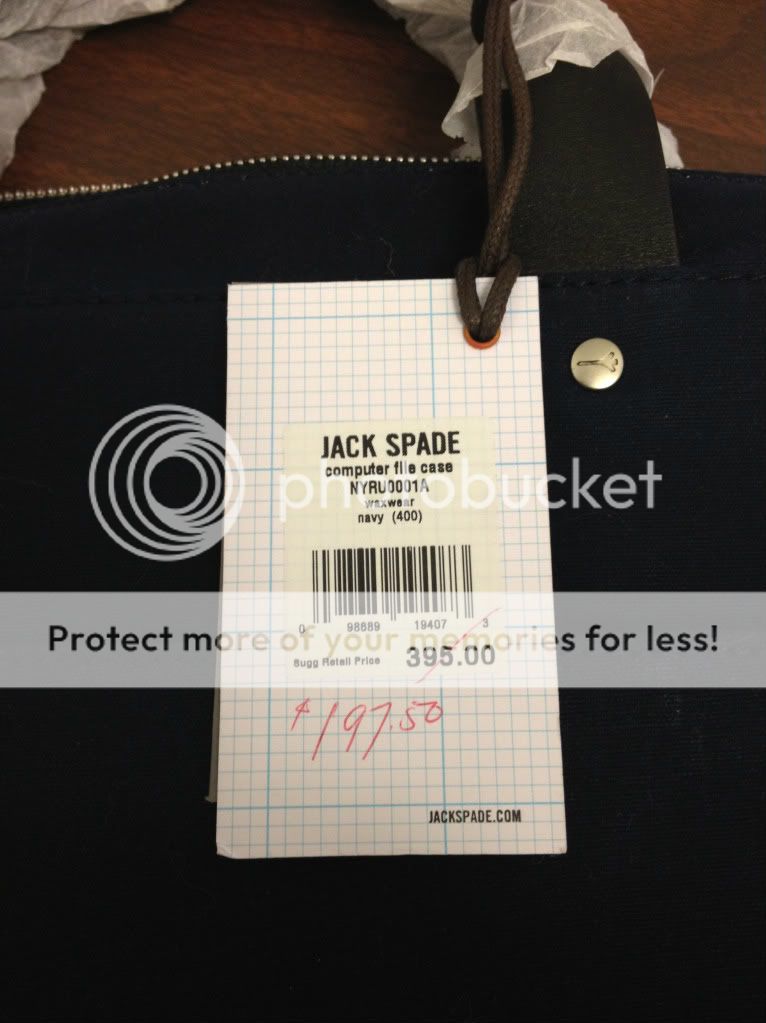 JACK SPADE
computer file case
NYRU0001A
waxwear
navy (400)
photobucket
0 98689 19407 3
Protect more of your memories for less!
Sugg Retail Price 395.00
$197.50
JACKSPADE.COM